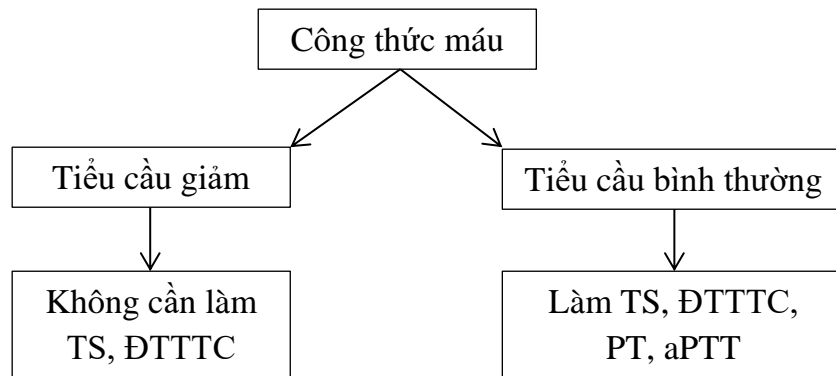 Công thức máu
Tiểu cầu giảm
Tiểu cầu bình thường
Không cần làm
TS, ĐTTTC
Làm TS, ĐTTTC,
PT, aPTT